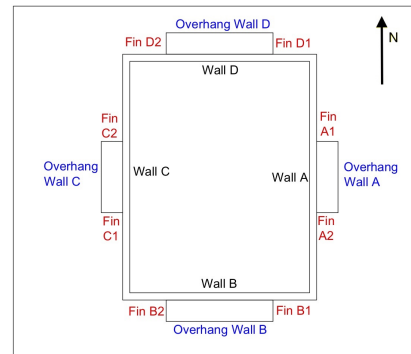 Overhang Wall D
Fin D2
Fin D1
N
Wall D
Fin
C2
Fin
A1
Overhang
Wall C
Wall C
Wall A
Overhang
Wall A
Fin
C1
Fin
A2
Wall B
Fin B2
Fin B1
Overhang Wall B